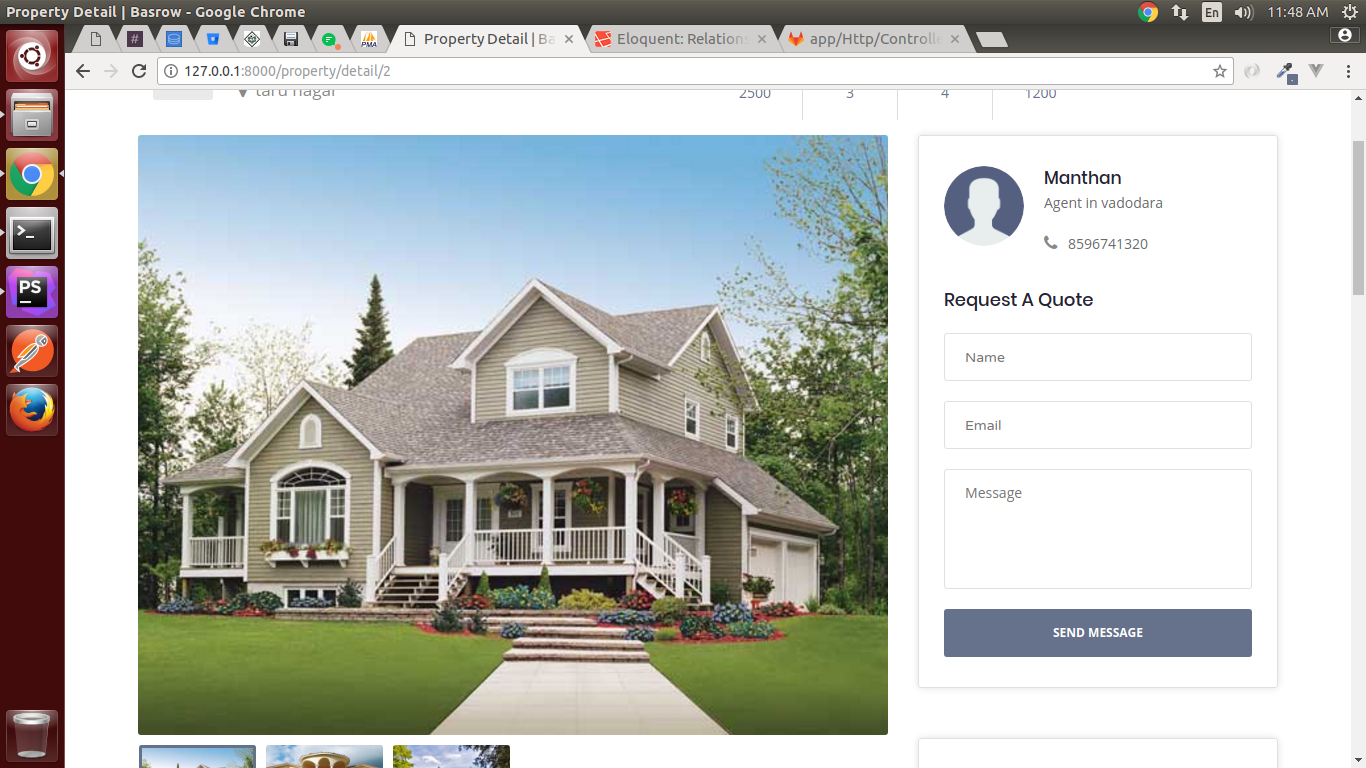 Property Detail | Basrow - Google Chrome
En
11:48 AM
PMA
Property Detail | Ba
Eloquent: Relations
app/Http/Controlle
127.0.0.1:8000/property/detail/2
taru nagar
2500
3
4
1200
PS
Manthan
Agent in vadodara
8596741320
Request A Quote
Name
Email
Message
SEND MESSAGE